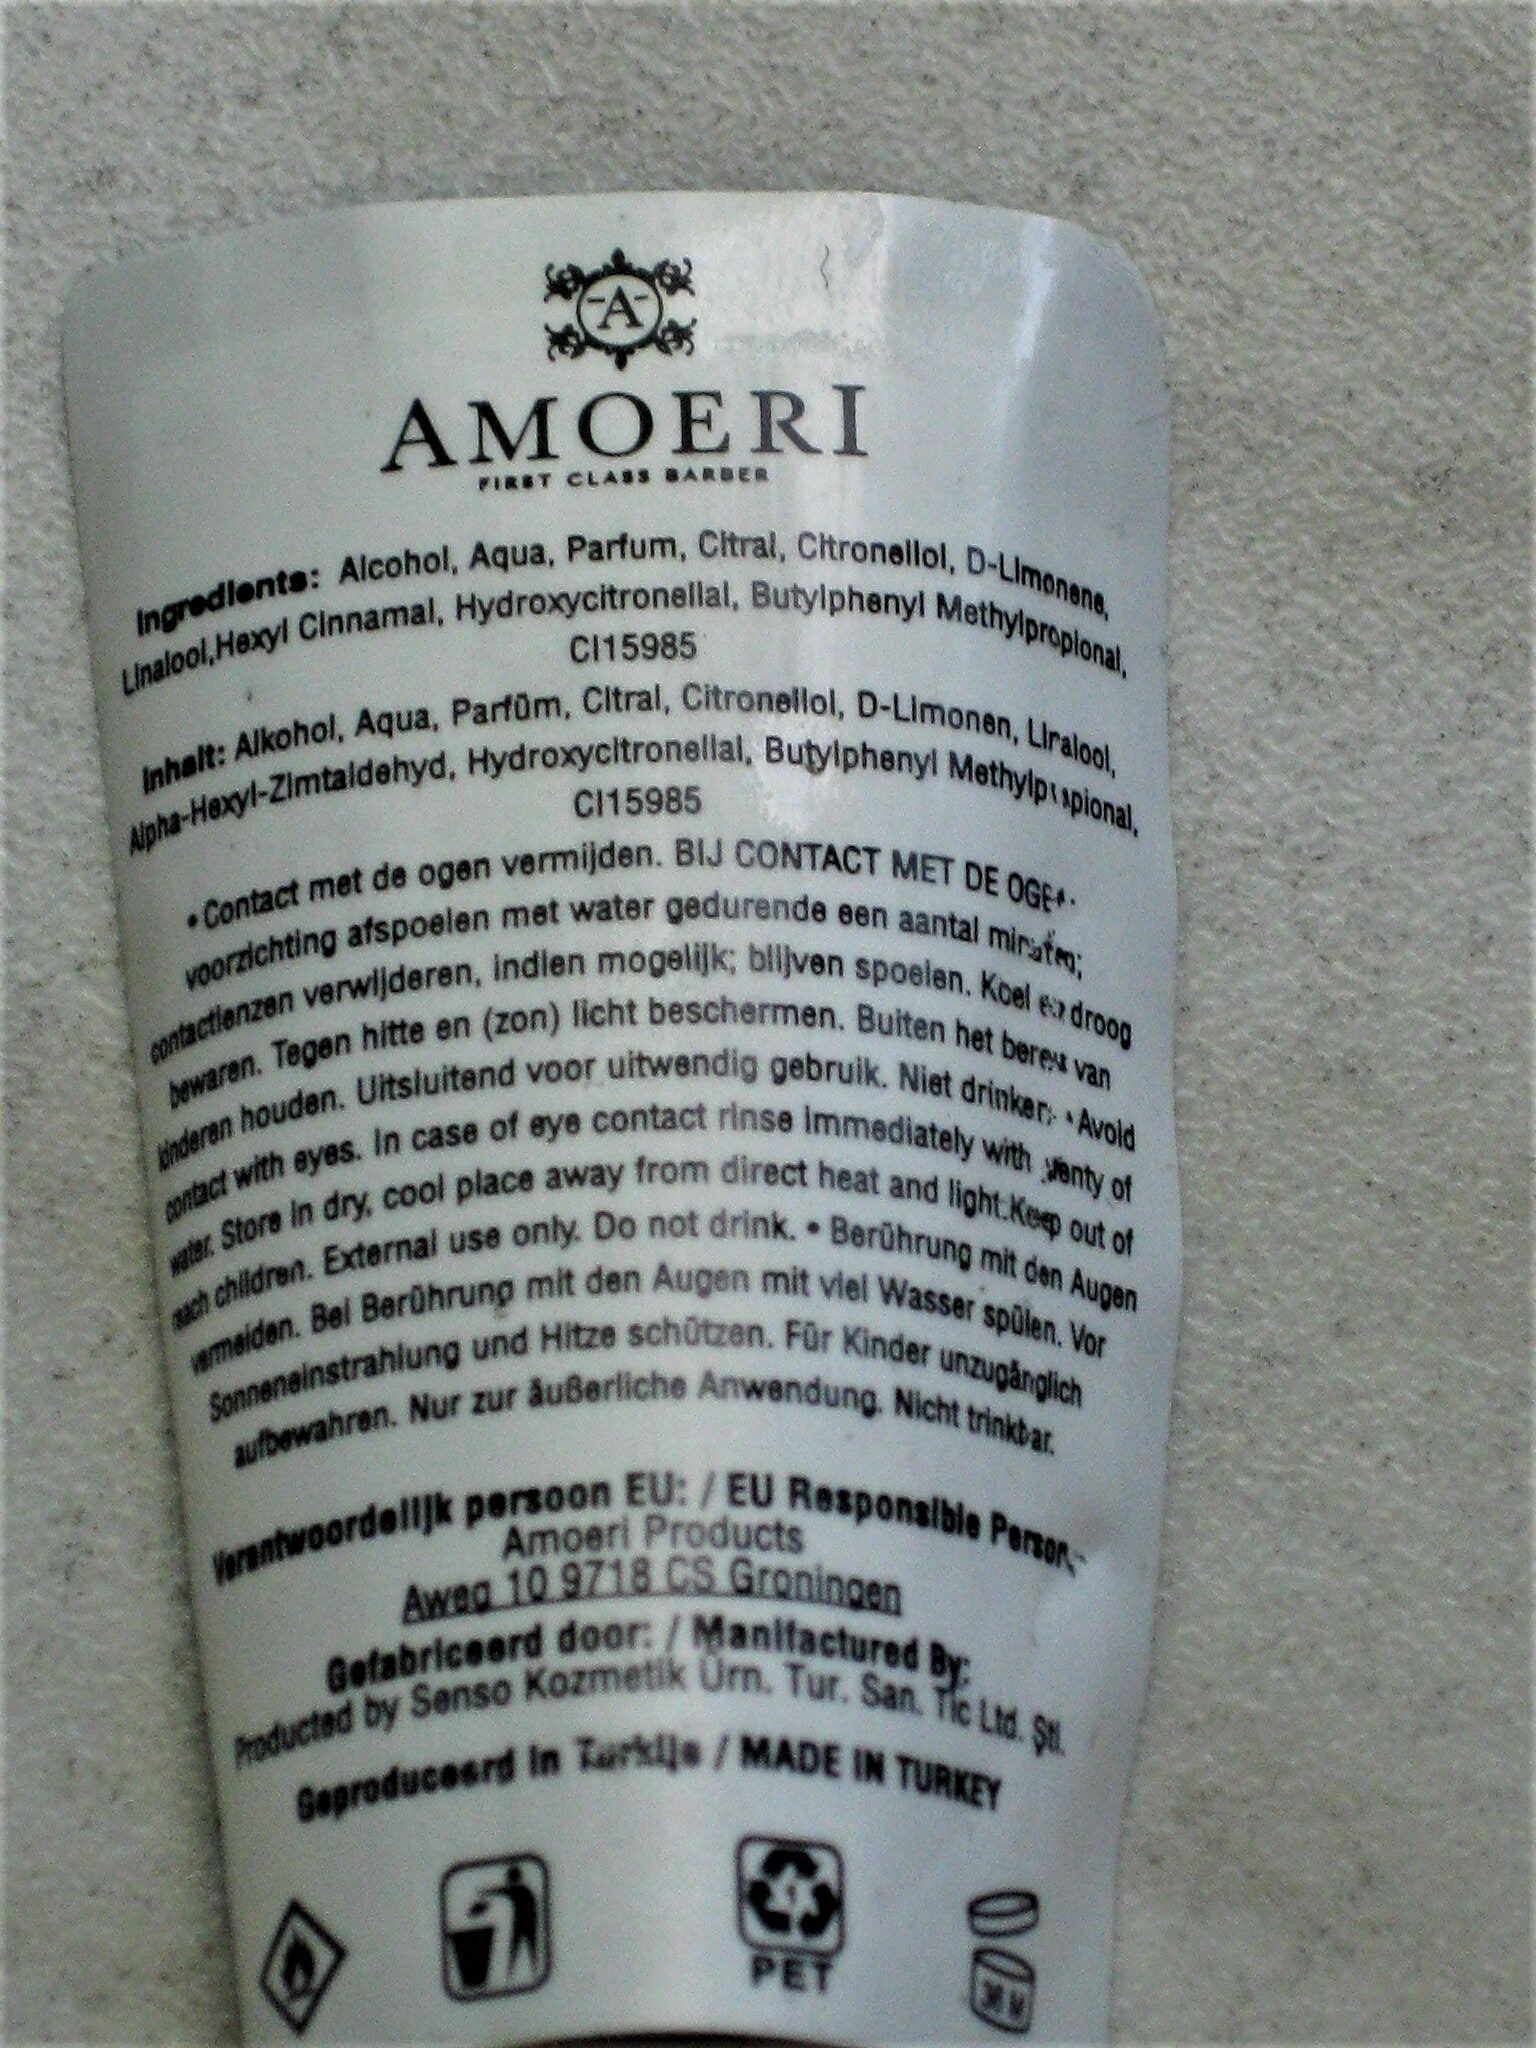 A
AMOERI
FIRST CLASS BARBER
Ingredients: Alcohol, Aqua, Parfum, Citral, Citronellol, D-Limonene,
Linalool,Hexyl Cinnamal, Hydroxycitronellal, Butylphenyl Methylpropional,
CI15985
Inhalt: Alkohol, Aqua, Parfüm, Citral, Citronellol, D-Limonen, Liralool,
Alpha-Hexyl-Zimtaldehyd, Hydroxycitronellal, Butylphenyl
CI15985
• Contact met de ogen vermijden. BIJ CONTACT MET DE
voorzichting afspoelen met water gedurende een aantal
contactlenzen verwijderen, indien mogelijk; blijven spoelen. Koel en droog
bewaren. Tegen hitte en (zon) licht beschermen. Buiten het bereik van
kinderen houden. Uitsluitend voor uitwendig gebruik. Niet drinken. • Avoid
contact with eyes. In case of eye contact rinse immediately with plenty of
water. Store in dry, cool place away from direct heat and light.Keep out of
reach children. External use only. Do not drink. • Berührung mit den Augen
vermeiden. Bei Berührung mit den Augen mit viel Wasser spülen. Vor
Sonneneinstrahlung und Hitze schützen. Für Kinder unzugänglich
aufbewahren. Nur zur äußerliche Anwendung. Nicht trinkbar.
Verantwoordelijk persoon EU: / EU Responsible Person:
Amoeri Products
Aweg 10 9718 CS Groningen
Gefabriceerd door: / Manifactured By:
Producted by Senso Kozmetik Ürn. Tur. San. Tic Ltd. Şti.
Geproduceerd in Turkije / MADE IN TURKEY
1
PET
36 M